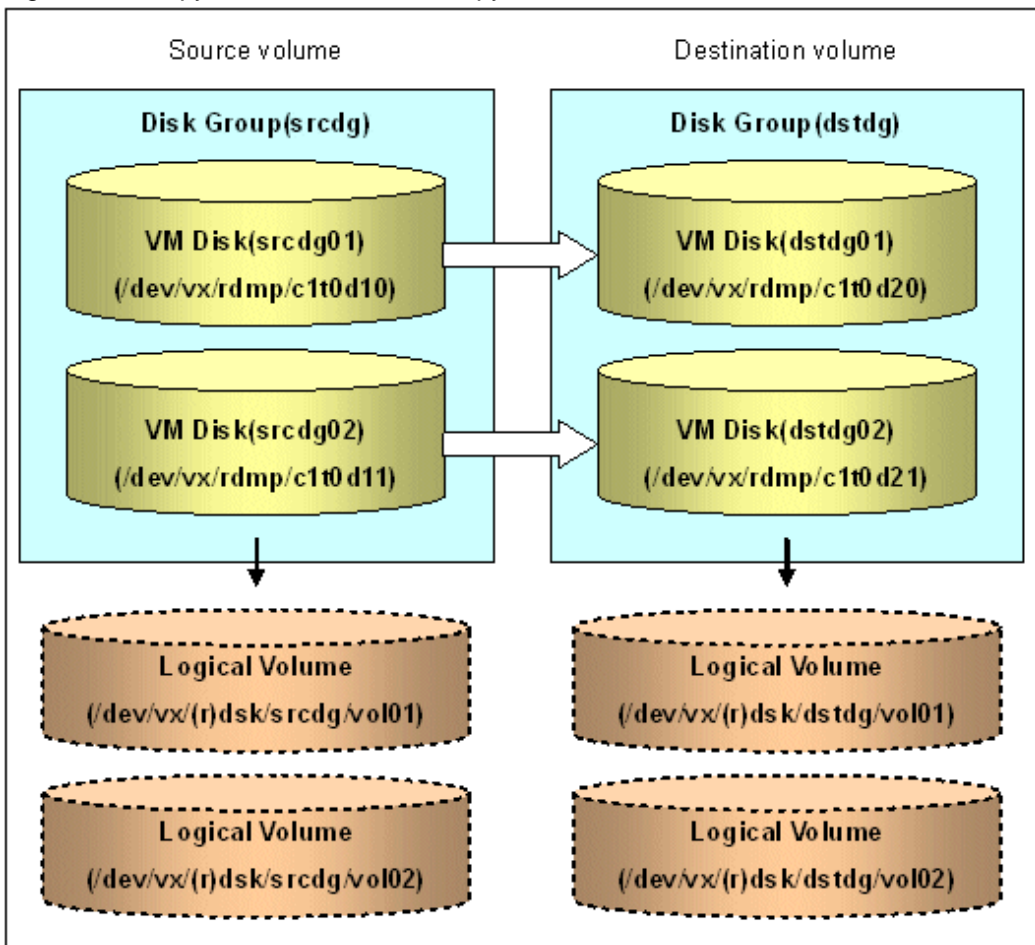 Source volume
Destination volume
Disk Group(srcdg)
VM Disk(srcdg01)
(/dev/vx/rdmp/c1t0d10)
VM Disk(srcdg02)
(/dev/vx/rdmp/c1t0d11)
Disk Group(dstdg)
VM Disk(dstdg01)
(/dev/vx/rdmp/c1t0d20)
VM Disk(dstdg02)
(/dev/vx/rdmp/c1t0d21)
Logical Volume
(/dev/vx/(r)dsk/srcdg/vol01)
Logical Volume
(/dev/vx/(r)dsk/srcdg/vol02)
Logical Volume
(/dev/vx/(r)dsk/dstdg/vol01)
Logical Volume
(/dev/vx/(r)dsk/dstdg/vol02)